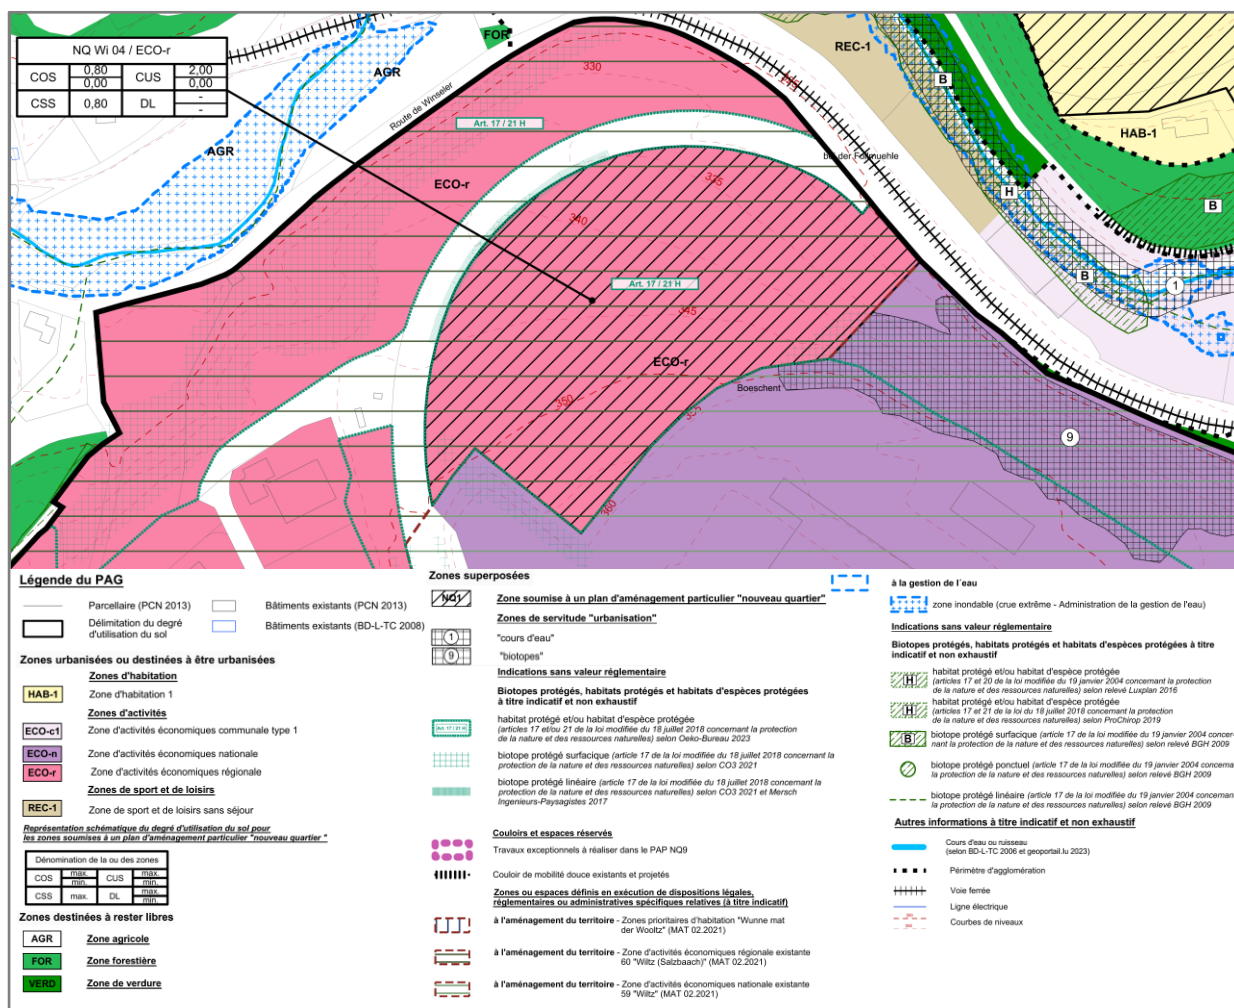 NQ Wi 04 / ECO-r
COS 0,80 CUS 2,00
0,00 0,00
CSS 0,80 DL -
-
FOR
AGR
AGR
Route de Winseler
330
Art. 17 / 21 H
ECO-r
REC-1
B
HAB-1
bei der Folmuehle
H
B
B
1
335
340
Art. 17 / 21 H
345
ECO-r
Boeschent
350
355
360
9
Légende du PAG
Parcellaire (PCN 2013)
Bâtiments existants (PCN 2013)
Délimitation du degré
d'utilisation du sol
Bâtiments existants (BD-L-TC 2008)
Zones urbanisées ou destinées à être urbanisées
Zones d'habitation
HAB-1 Zone d'habitation 1
Zones d'activités
ECO-c1 Zone d'activités économiques communale type 1
ECO-n Zone d'activités économiques nationale
ECO-r Zone d'activités économiques régionale
Zones de sport et de loisirs
REC-1 Zone de sport et de loisirs sans séjour
Représentation schématique du degré d'utilisation du sol pour
les zones soumises à un plan d'aménagement particulier "nouveau quartier "
Dénomination de la ou des zones
COS max. CUS max.
min. min.
CSS max. DL max.
min.
Zones destinées à rester libres
AGR Zone agricole
FOR Zone forestière
VERD Zone de verdure
Zones superposées
NQ1 Zone soumise à un plan d'aménagement particulier "nouveau quartier"
Zones de servitude "urbanisation"
1 "cours d'eau"
9 "biotopes"
Indications sans valeur réglementaire
Biotopes protégés, habitats protégés et habitats d'espèces protégées
à titre indicatif et non exhaustif
Art. 17 / 21 H
habitat protégé et/ou habitat d'espèce protégée
(articles 17 et/ou 21 de la loi modifiée du 18 juillet 2018 concernant la protection
de la nature et des ressources naturelles) selon Oeko-Bureau 2023
biotope protégé surfacique (article 17 de la loi modifiée du 18 juillet 2018 concernant la
protection de la nature et des ressources naturelles) selon CO3 2021
biotope protégé linéaire (article 17 de la loi modifiée du 18 juillet 2018 concernant la
protection de la nature et des ressources naturelles) selon CO3 2021 et Mersch
Ingenieurs-Paysagistes 2017
Couloirs et espaces réservés
Travaux exceptionnels à réaliser dans le PAP NQ9
Couloir de mobilité douce existants et projetés
Zones ou espaces définis en exécution de dispositions légales,
réglementaires ou administratives spécifiques relatives (à titre indicatif)
à l'aménagement du territoire - Zones prioritaires d'habitation "Wunne mat
der Wooltz" (MAT 02.2021)
à l'aménagement du territoire - Zone d'activités économiques régionale existante
60 "Wiltz (Salzbaach)" (MAT 02.2021)
à l'aménagement du territoire - Zone d'activités économiques nationale existante
59 "Wiltz" (MAT 02.2021)
à la gestion de l'eau
zone inondable (crue extrême - Administration de la gestion de l'eau)
Indications sans valeur réglementaire
Biotopes protégés, habitats protégés et habitats d'espèces protégées à titre
indicatif et non exhaustif
H
habitat protégé et/ou habitat d'espèce protégée
(articles 17 et 20 de la loi modifiée du 19 janvier 2004 concernant la protection
de la nature et des ressources naturelles) selon relevé Luxplan 2016
H
habitat protégé et/ou habitat d'espèce protégée
(articles 17 et 21 de la loi du 18 juillet 2018 concernant la protection
de la nature et des ressources naturelles) selon ProChirop 2019
B
biotope protégé surfacique (article 17 de la loi modifiée du 19 janvier 2004 concer-
nant la protection de la nature et des ressources naturelles) selon relevé BGH 2009
biotope protégé ponctuel (article 17 de la loi modifiée du 19 janvier 2004 concerna
la protection de la nature et des ressources naturelles) selon relevé BGH 2009
biotope protégé linéaire (article 17 de la loi modifiée du 19 janvier 2004 concernant
la protection de la nature et des ressources naturelles) selon relevé BGH 2009
Autres informations à titre indicatif et non exhaustif
Cours d'eau ou ruisseau
(selon BD-L-TC 2006 et geoportail.lu 2023)
Périmètre d'agglomération
Voie ferrée
Ligne électrique
Courbes de niveaux